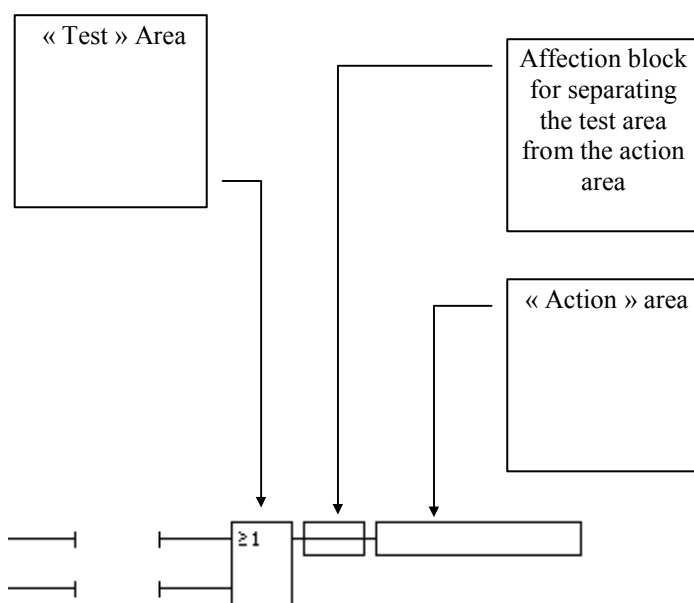 « Test » Area
Affection block
for separating
the test area
from the action
area
« Action » area
≥1